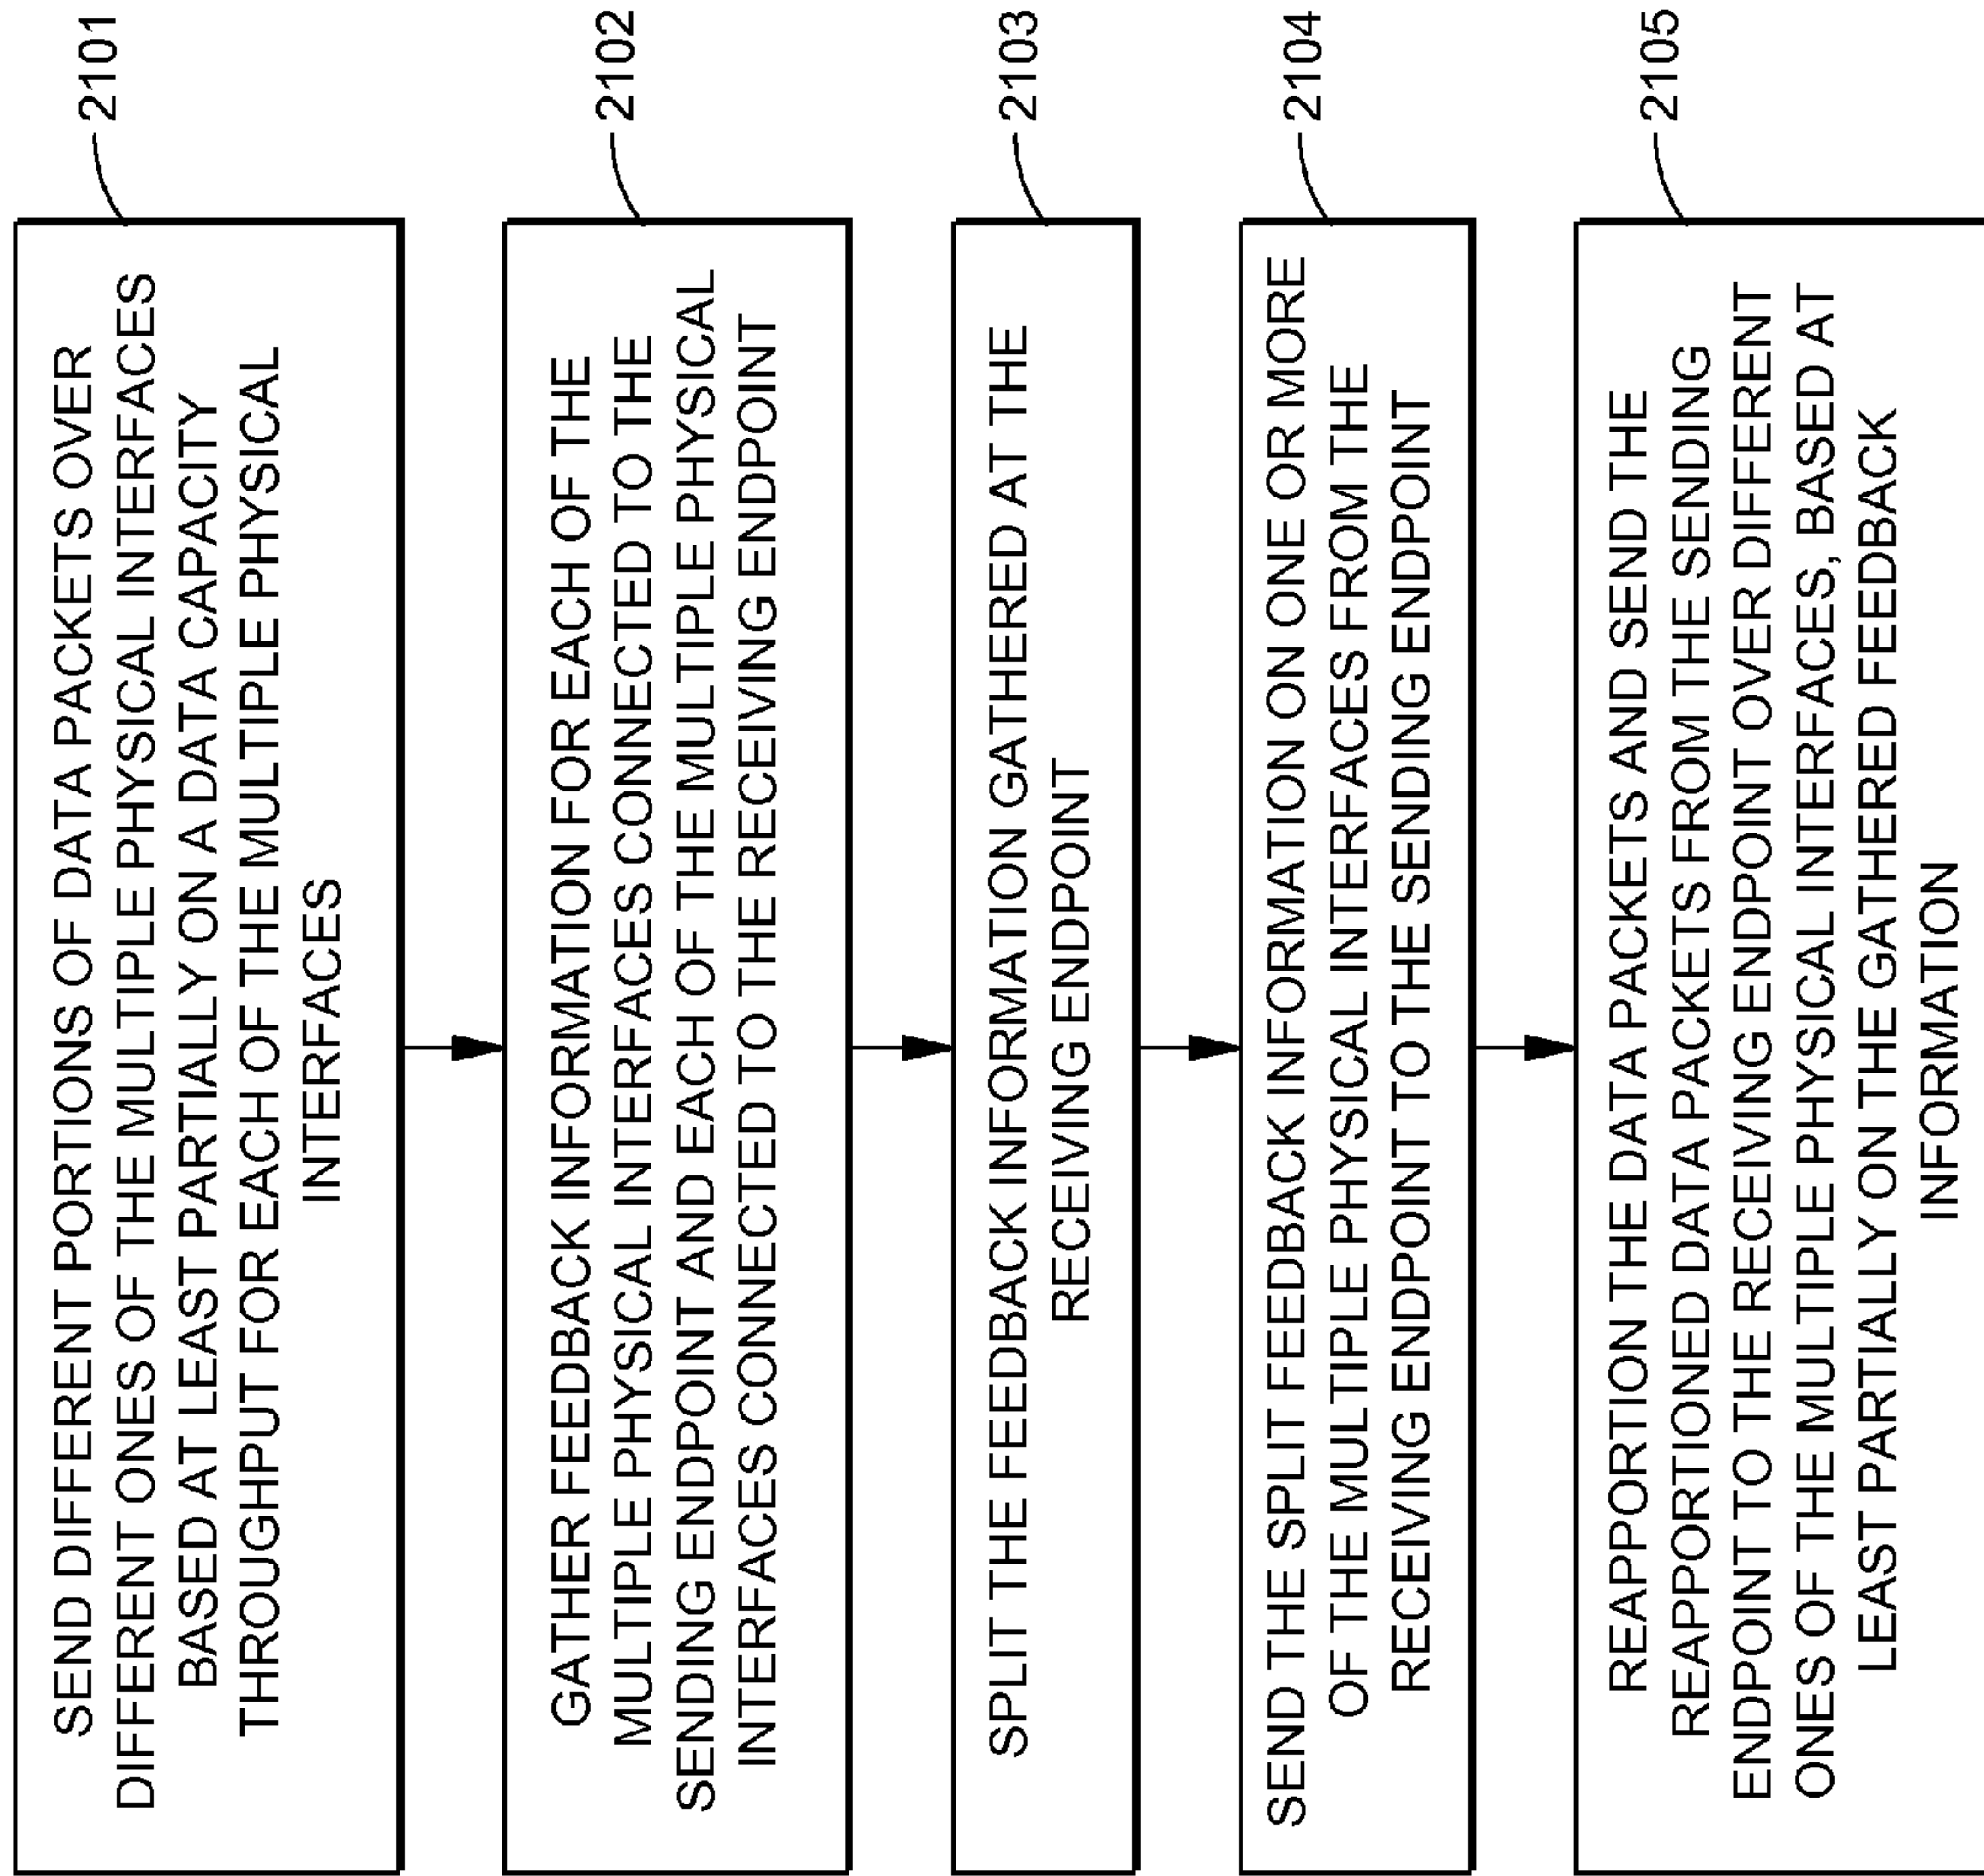 2101
SEND DIFFERENT PORTIONS OF DATA PACKETS OVER
DIFFERENT ONES OF THE MULTIPLE PHYSICAL INTERFACES
BASED AT LEAST PARTIALLY ON A DATA CAPACITY
THROUGHPUT FOR EACH OF THE MULTIPLE PHYSICAL
INTERFACES
2102
GATHER FEEDBACK INFORMATION FOR EACH OF THE
MULTIPLE PHYSICAL INTERFACES CONNECTED TO THE
SENDING ENDPOINT AND EACH OF THE MULTIPLE PHYSICAL
INTERFACES CONNECTED TO THE RECEIVING ENDPOINT
2103
SPLIT THE FEEDBACK INFORMATION GATHERED AT THE
RECEIVING ENDPOINT
2104
SEND THE SPLIT FEEDBACK INFORMATION ON ONE OR MORE
OF THE MULTIPLE PHYSICAL INTERFACES FROM THE
RECEIVING ENDPOINT TO THE SENDING ENDPOINT
2105
REAPPORTION THE DATA PACKETS AND SEND THE
REAPPORTIONED DATA PACKETS FROM THE SENDING
ENDPOINT TO THE RECEIVING ENDPOINT OVER DIFFERENT
ONES OF THE MULTIPLE PHYSICAL INTERFACES, BASED AT
LEAST PARTIALLY ON THE GATHERED FEEDBACK
INFORMATION